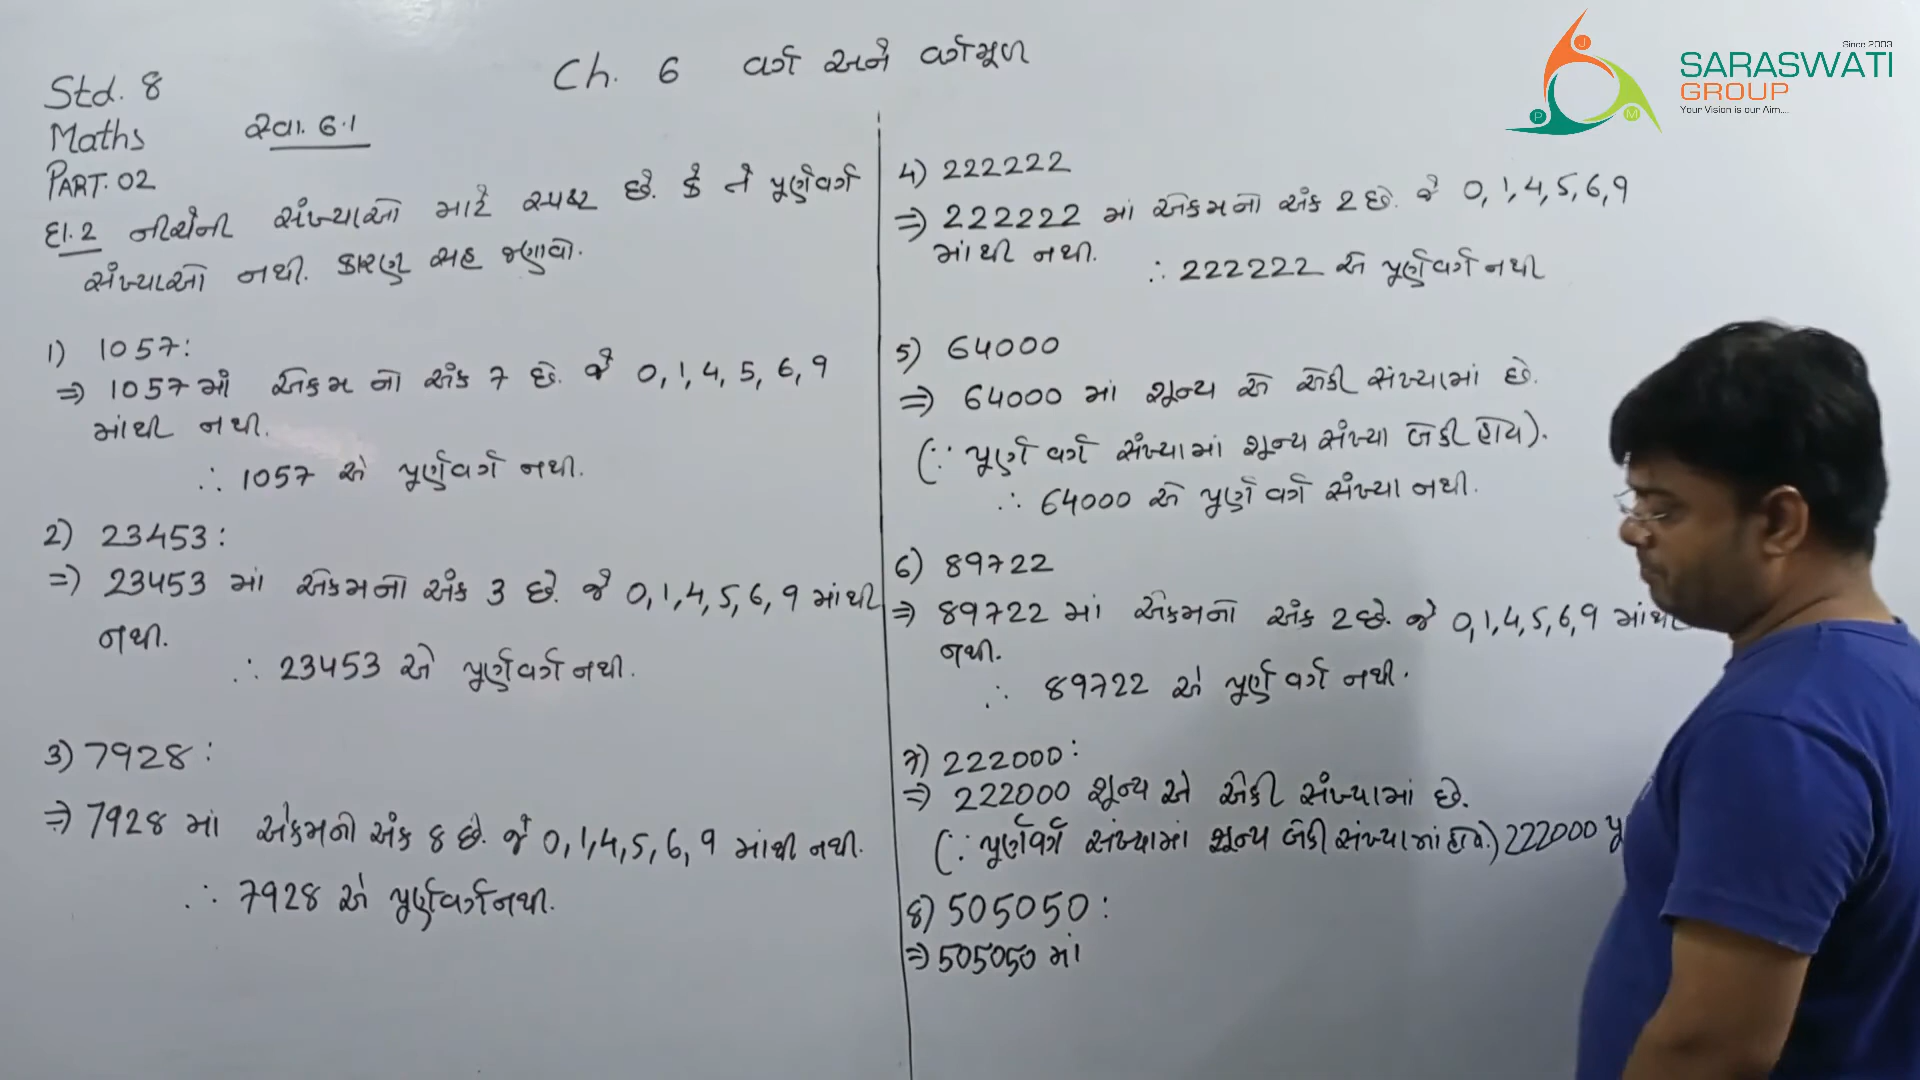 Ch. 6 વર્ગ અને વર્ગમૂળ
Since 2003
SARASWATI
GROUP
Your Vision is our Aim....
J
P
M
Std. 8
Maths
સ્વા. 6.1
PART. 02
દા. 2 નીચેની સંખ્યાઓ માટે સ્પષ્ટ છે. કે તે પૂર્ણવર્ગ
સંખ્યાઓ નથી. કારણ સહ જણાવો.
1) 1057:
⇒ 1057માં એકમનો અંક 7 છે. જે 0, 1, 4, 5, 6, 9
માંથી નથી.
∴ 1057 એ પૂર્ણવર્ગ નથી.
2) 23453:
⇒ 23453 માં એકમનો અંક 3 છે. જે 0, 1, 4, 5, 6, 9 માંથી
નથી.
∴ 23453 એ પૂર્ણવર્ગ નથી.
3) 7928:
⇒ 7928 માં એકમનો અંક 8 છે. જે 0, 1, 4, 5, 6, 9 માંથી નથી.
∴ 7928 એ પૂર્ણવર્ગ નથી.
4) 222222
⇒ 222222 માં એકમનો અંક 2 છે. જે 0, 1, 4, 5, 6, 9
માંથી નથી.
∴ 222222 એ પૂર્ણવર્ગ નથી
5) 64000
⇒ 64000 માં શૂન્ય એ એકી સંખ્યામાં છે.
(∵ પૂર્ણ વર્ગ સંખ્યામાં શૂન્ય સંખ્યા બેકી હોય).
∴ 64000 એ પૂર્ણ વર્ગ સંખ્યા નથી.
6) 89722
⇒ 89722 માં એકમનો અંક 2 છે. જે 0, 1, 4, 5, 6, 9
નથી.
∴ 89722 એ પૂર્ણ વર્ગ નથી.
7) 222000:
⇒ 222000 શૂન્ય એ એકી સંખ્યામાં છે.
(∵ પૂર્ણવર્ગ સંખ્યામાં શૂન્ય બેકી સંખ્યામાં હોય.) 222000
8) 505050:
⇒ 505050 માં